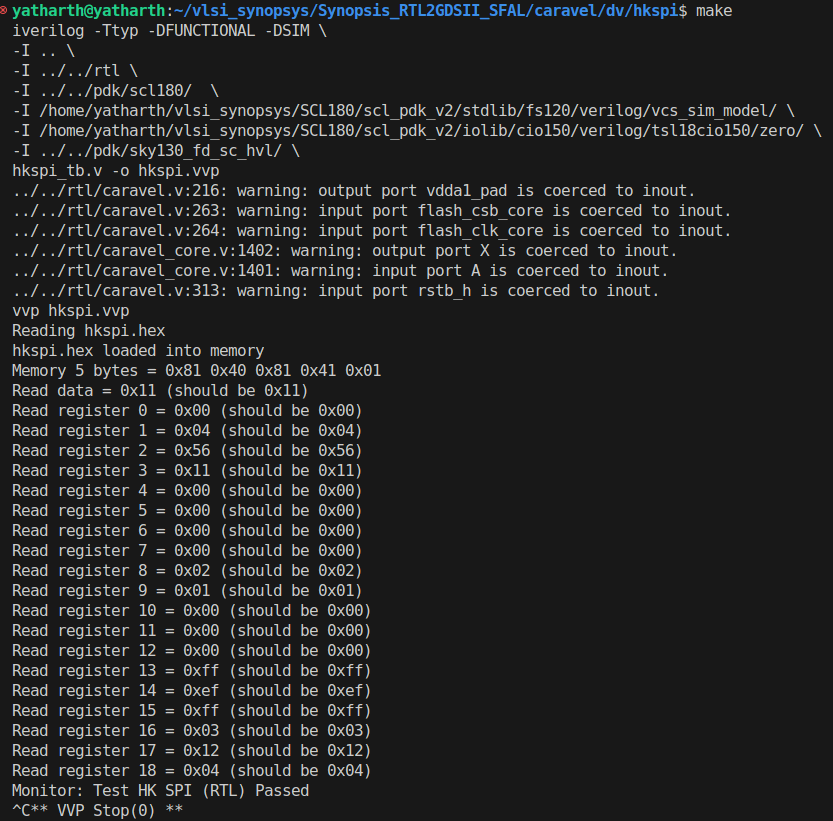 yatharth@yatharth:~/vlsi_synopsys/Synopsis_RTL2GDSII_SFAL/caravel/dv/hkspi$ make
iverilog -Ttyp -DFUNCTIONAL -DSIM \
-I .. \
-I ../../rtl \
-I ../../pdk/scl180/  \
-I /home/yatharth/vlsi_synopsys/SCL180/scl_pdk_v2/stdlib/fs120/verilog/vcs_sim_model/ \
-I /home/yatharth/vlsi_synopsys/SCL180/scl_pdk_v2/iolib/cio150/verilog/tsl18cio150/zero/ \
-I ../../pdk/sky130_fd_sc_hvl/ \
hkspi_tb.v -o hkspi.vvp
../../rtl/caravel.v:216: warning: output port vdda1_pad is coerced to inout.
../../rtl/caravel.v:263: warning: input port flash_csb_core is coerced to inout.
../../rtl/caravel.v:264: warning: input port flash_clk_core is coerced to inout.
../../rtl/caravel_core.v:1402: warning: output port X is coerced to inout.
../../rtl/caravel_core.v:1401: warning: input port A is coerced to inout.
../../rtl/caravel.v:313: warning: input port rstb_h is coerced to inout.
vvp hkspi.vvp
Reading hkspi.hex
hkspi.hex loaded into memory
Memory 5 bytes = 0x81 0x40 0x81 0x41 0x01
Read data = 0x11 (should be 0x11)
Read register 0 = 0x00 (should be 0x00)
Read register 1 = 0x04 (should be 0x04)
Read register 2 = 0x56 (should be 0x56)
Read register 3 = 0x11 (should be 0x11)
Read register 4 = 0x00 (should be 0x00)
Read register 5 = 0x00 (should be 0x00)
Read register 6 = 0x00 (should be 0x00)
Read register 7 = 0x00 (should be 0x00)
Read register 8 = 0x02 (should be 0x02)
Read register 9 = 0x01 (should be 0x01)
Read register 10 = 0x00 (should be 0x00)
Read register 11 = 0x00 (should be 0x00)
Read register 12 = 0x00 (should be 0x00)
Read register 13 = 0xff (should be 0xff)
Read register 14 = 0xef (should be 0xef)
Read register 15 = 0xff (should be 0xff)
Read register 16 = 0x03 (should be 0x03)
Read register 17 = 0x12 (should be 0x12)
Read register 18 = 0x04 (should be 0x04)
Monitor: Test HK SPI (RTL) Passed
^C** VVP Stop(0) **